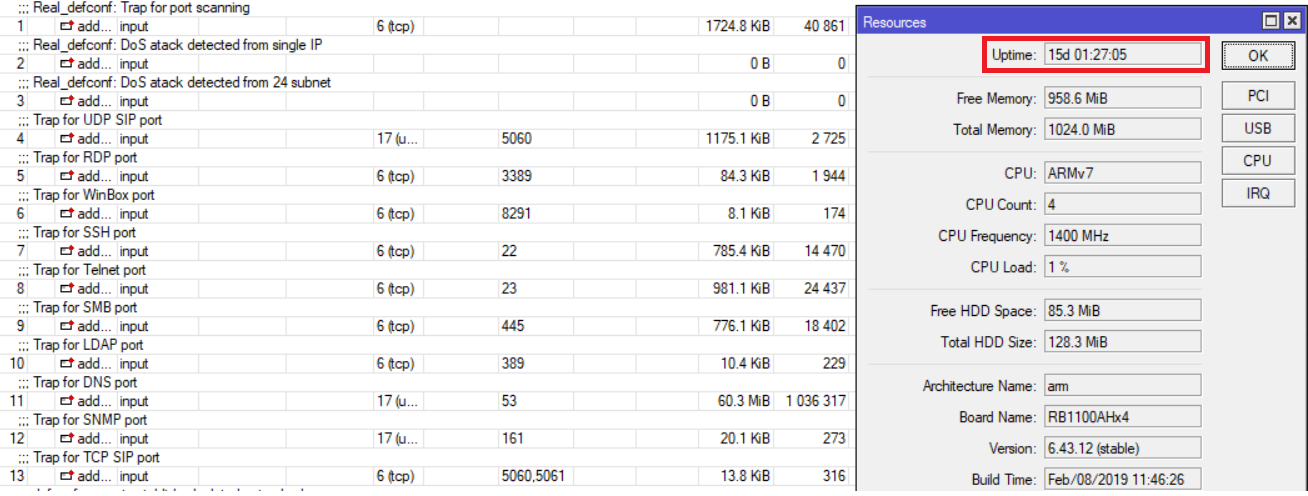 ;;; Real_defconf: Trap for port scanning
1 add... input 6 (tcp) 1724.8 KiB 40 861
;;; Real_defconf: DoS atack detected from single IP
2 add... input 0 B 0
;;; Real_defconf: DoS atack detected from 24 subnet
3 add... input 0 B 0
;;; Trap for UDP SIP port
4 add... input 17 (u... 5060 1175.1 KiB 2 725
;;; Trap for RDP port
5 add... input 6 (tcp) 3389 84.3 KiB 1 944
;;; Trap for WinBox port
6 add... input 6 (tcp) 8291 8.1 KiB 174
;;; Trap for SSH port
7 add... input 6 (tcp) 22 785.4 KiB 14 470
;;; Trap for Telnet port
8 add... input 6 (tcp) 23 981.1 KiB 24 437
;;; Trap for SMB port
9 add... input 6 (tcp) 445 776.1 KiB 18 402
;;; Trap for LDAP port
10 add... input 6 (tcp) 389 10.4 KiB 229
;;; Trap for DNS port
11 add... input 17 (u... 53 60.3 MiB 1 036 317
;;; Trap for SNMP port
12 add... input 17 (u... 161 20.1 KiB 273
;;; Trap for TCP SIP port
13 add... input 6 (tcp) 5060,5061 13.8 KiB 316
Resources
Uptime: 15d 01:27:05
OK
Free Memory: 958.6 MiB
PCI
Total Memory: 1024.0 MiB
USB
CPU: ARMv7
CPU
CPU Count: 4
IRQ
CPU Frequency: 1400 MHz
CPU Load: 1 %
Free HDD Space: 85.3 MiB
Total HDD Size: 128.3 MiB
Architecture Name: arm
Board Name: RB1100AHx4
Version: 6.43.12 (stable)
Build Time: Feb/08/2019 11:46:26